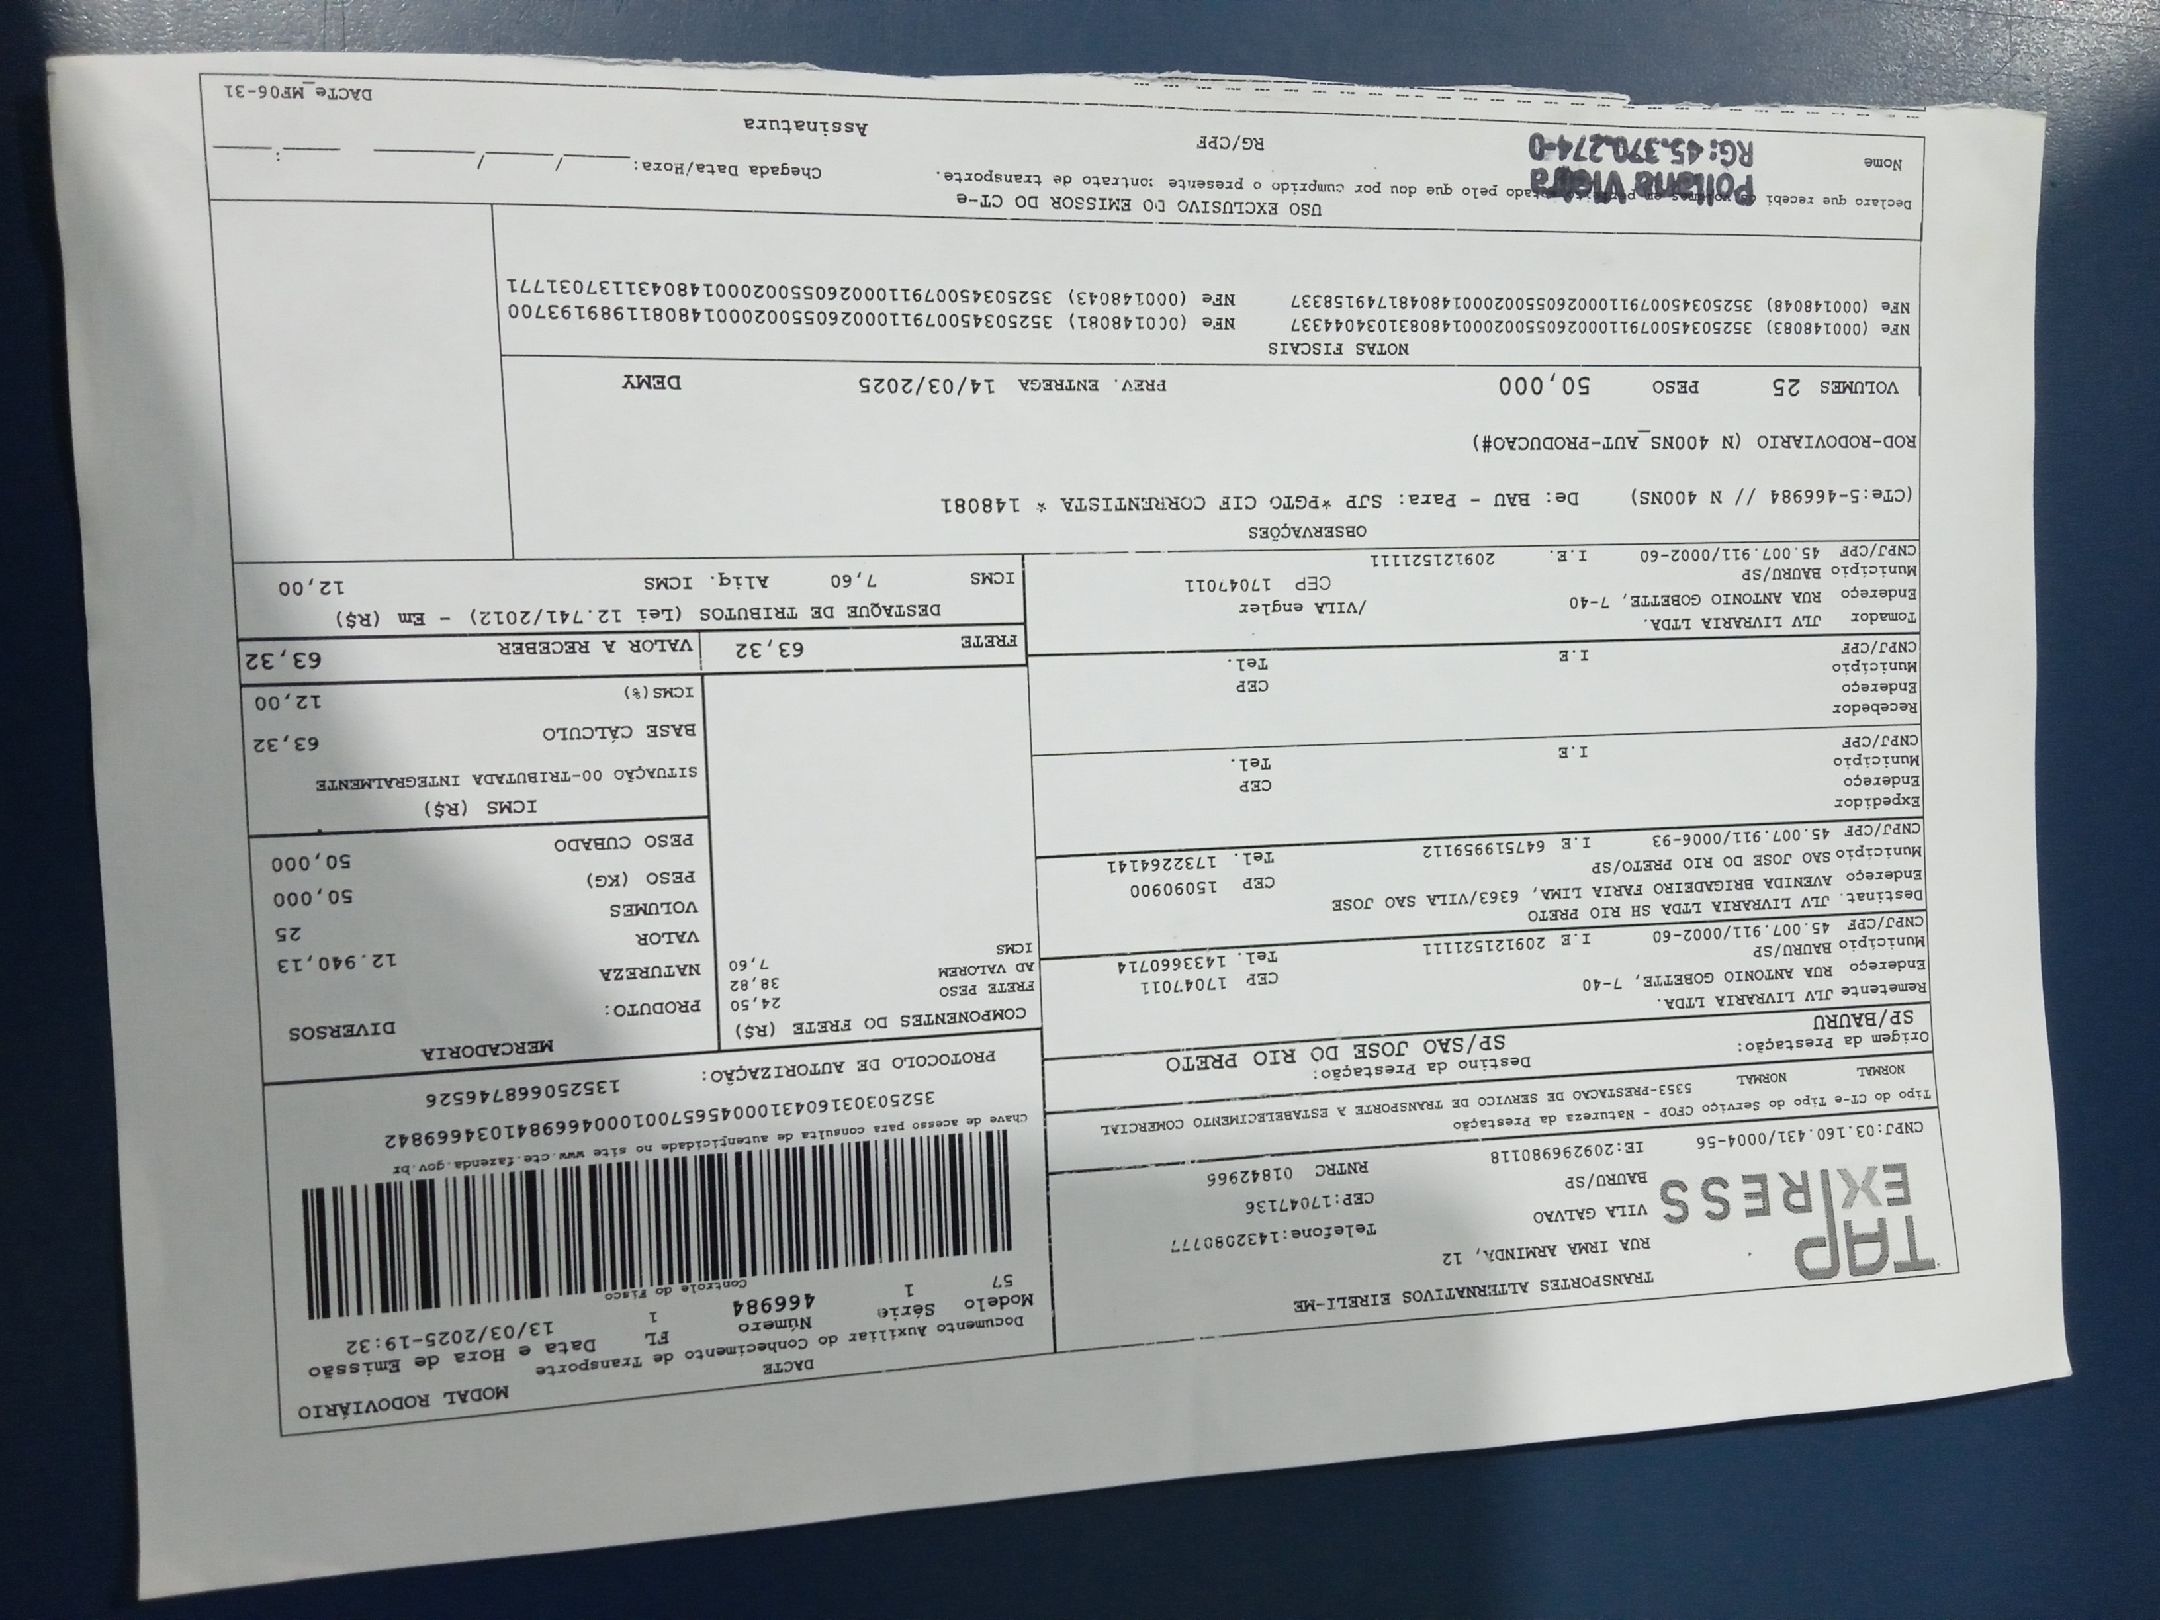 MODAL RODOVIÁRIO
DACTE
Documento Auxiliar do Conhecimento de Transporte
Modelo Série Número FL Data e Hora de Emissão
57 1 466984 1 13/03/2025-19:32
Controle do Fisco
TAP
EXPRESS
TRANSPORTES ALTERNATIVOS EIRELI-ME
RUA IRMA ARMINDA, 12
VILA GALVAO Telefone:1432080777
BAURU/SP CEP:17047136
CNPJ:03.160.431/0004-56 IE:209296980118 RNTRC 01842965
Chave de acesso para consulta de autenticidade no site www.cte.fazenda.gov.br
35250303160431000456570010004669841034669842
PROTOCOLO DE AUTORIZAÇÃO: 135250668746526
Tipo do CT-e Tipo do Serviço CFOP - Natureza da Prestação
NORMAL NORMAL 5353-PRESTACAO DE SERVICO DE TRANSPORTE A ESTABELECIMENTO COMERCIAL
Origem da Prestação: Destino da Prestação:
SP/BAURU SP/SAO JOSE DO RIO PRETO
Remetente JLV LIVRARIA LTDA.
Endereço RUA ANTONIO GOBETTE, 7-40 CEP 17047011
Município BAURU/SP Tel. 1433660714
CNPJ/CPF 45.007.911/0002-60 I.E 209121521111
Destinat. JLV LIVRARIA LTDA SH RIO PRETO
Endereço AVENIDA BRIGADEIRO FARIA LIMA, 6363/VILA SAO JOSE CEP 15090900
Município SAO JOSE DO RIO PRETO/SP Tel. 1732264141
CNPJ/CPF 45.007.911/0006-93 I.E 647519959112
Expedidor
Endereço CEP
Município Tel.
CNPJ/CPF I.E
Recebedor
Endereço CEP
Município Tel.
CNPJ/CPF I.E
Tomador JLV LIVRARIA LTDA.
Endereço RUA ANTONIO GOBETTE, 7-40 /VILA engler
Município BAURU/SP CEP 17047011
CNPJ/CPF 45.007.911/0002-60 I.E. 209121521111
COMPONENTES DO FRETE (R$)
FRETE PESO 24,50
AD VALOREM 38,82
ICMS 7,60
MERCADORIA
PRODUTO: DIVERSOS
NATUREZA
VALOR 12.940,13
VOLUMES 25
PESO (KG) 50,000
PESO CUBADO 50,000
ICMS (R$)
SITUAÇÃO 00-TRIBUTADA INTEGRALMENTE
BASE CÁLCULO 63,32
ICMS(%) 12,00
FRETE 63,32 VALOR A RECEBER 63,32
DESTAQUE DE TRIBUTOS (Lei 12.741/2012) - Em (R$)
ICMS 7,60 Aliq. ICMS 12,00
OBSERVAÇÕES
(CTe:5-466984 // N 400NS) De: BAU - Para: SJP *PGTO CIF CORRENTISTA * 148081
ROD-RODOVIARIO (N 400NS_AUT-PRODUCAO#)
VOLUMES 25 PESO 50,000 PREV. ENTREGA 14/03/2025 DEMY
NOTAS FISCAIS
NFe (000148083) 35250345007911000260550020001480831034044337 NFe (000148081) 35250345007911000260550020001480811989193700
NFe (000148048) 35250345007911000260550020001480481749158337 NFe (000148043) 35250345007911000260550020001480431137031771
USO EXCLUSIVO DO EMISSOR DO CT-e
Declaro que recebi os volumes em perfeito estado pelo que dou por cumprido o presente contrato de transporte. Chegada Data/Hora: ____/____/____ ____:____
Poliana Vieira
RG: 45.370.274-0
Nome RG/CPF Assinatura
DACTe_MF06-31